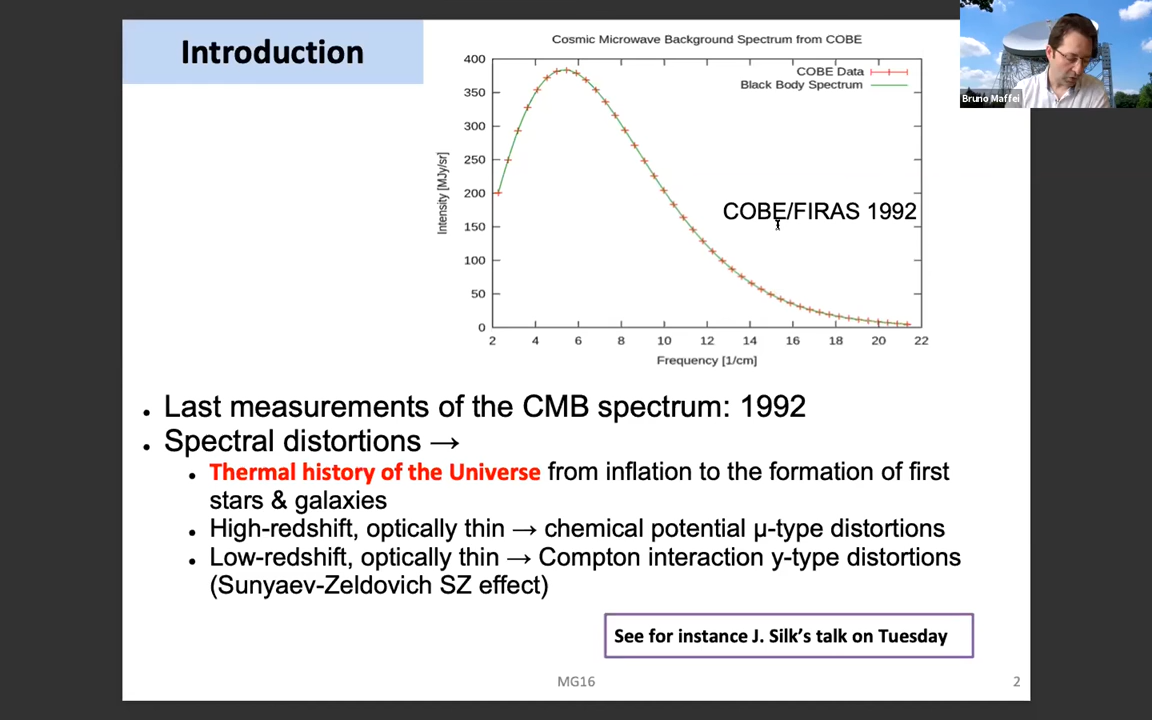 Introduction
Cosmic Microwave Background Spectrum from COBE
COBE Data
Black Body Spectrum
400
350
300
250
200
150
100
50
0
Intensity [MJy/sr]
COBE/FIRAS 1992
2 4 6 8 10 12 14 16 18 20 22
Frequency [1/cm]
Bruno Maffei
• Last measurements of the CMB spectrum: 1992
• Spectral distortions →
• Thermal history of the Universe from inflation to the formation of first
stars & galaxies
• High-redshift, optically thin → chemical potential μ-type distortions
• Low-redshift, optically thin → Compton interaction y-type distortions
(Sunyaev-Zeldovich SZ effect)
See for instance J. Silk’s talk on Tuesday
MG16
2